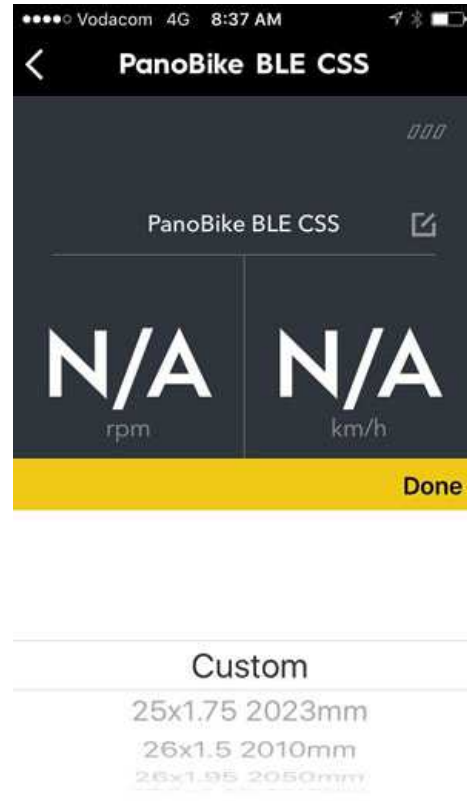 Vodacom 4G 8:37 AM
PanoBike BLE CSS
PanoBike BLE CSS
N/A N/A
rpm km/h
Done
Custom
25x1.75 2023mm
26x1.5 2010mm
26x1.95 2050mm